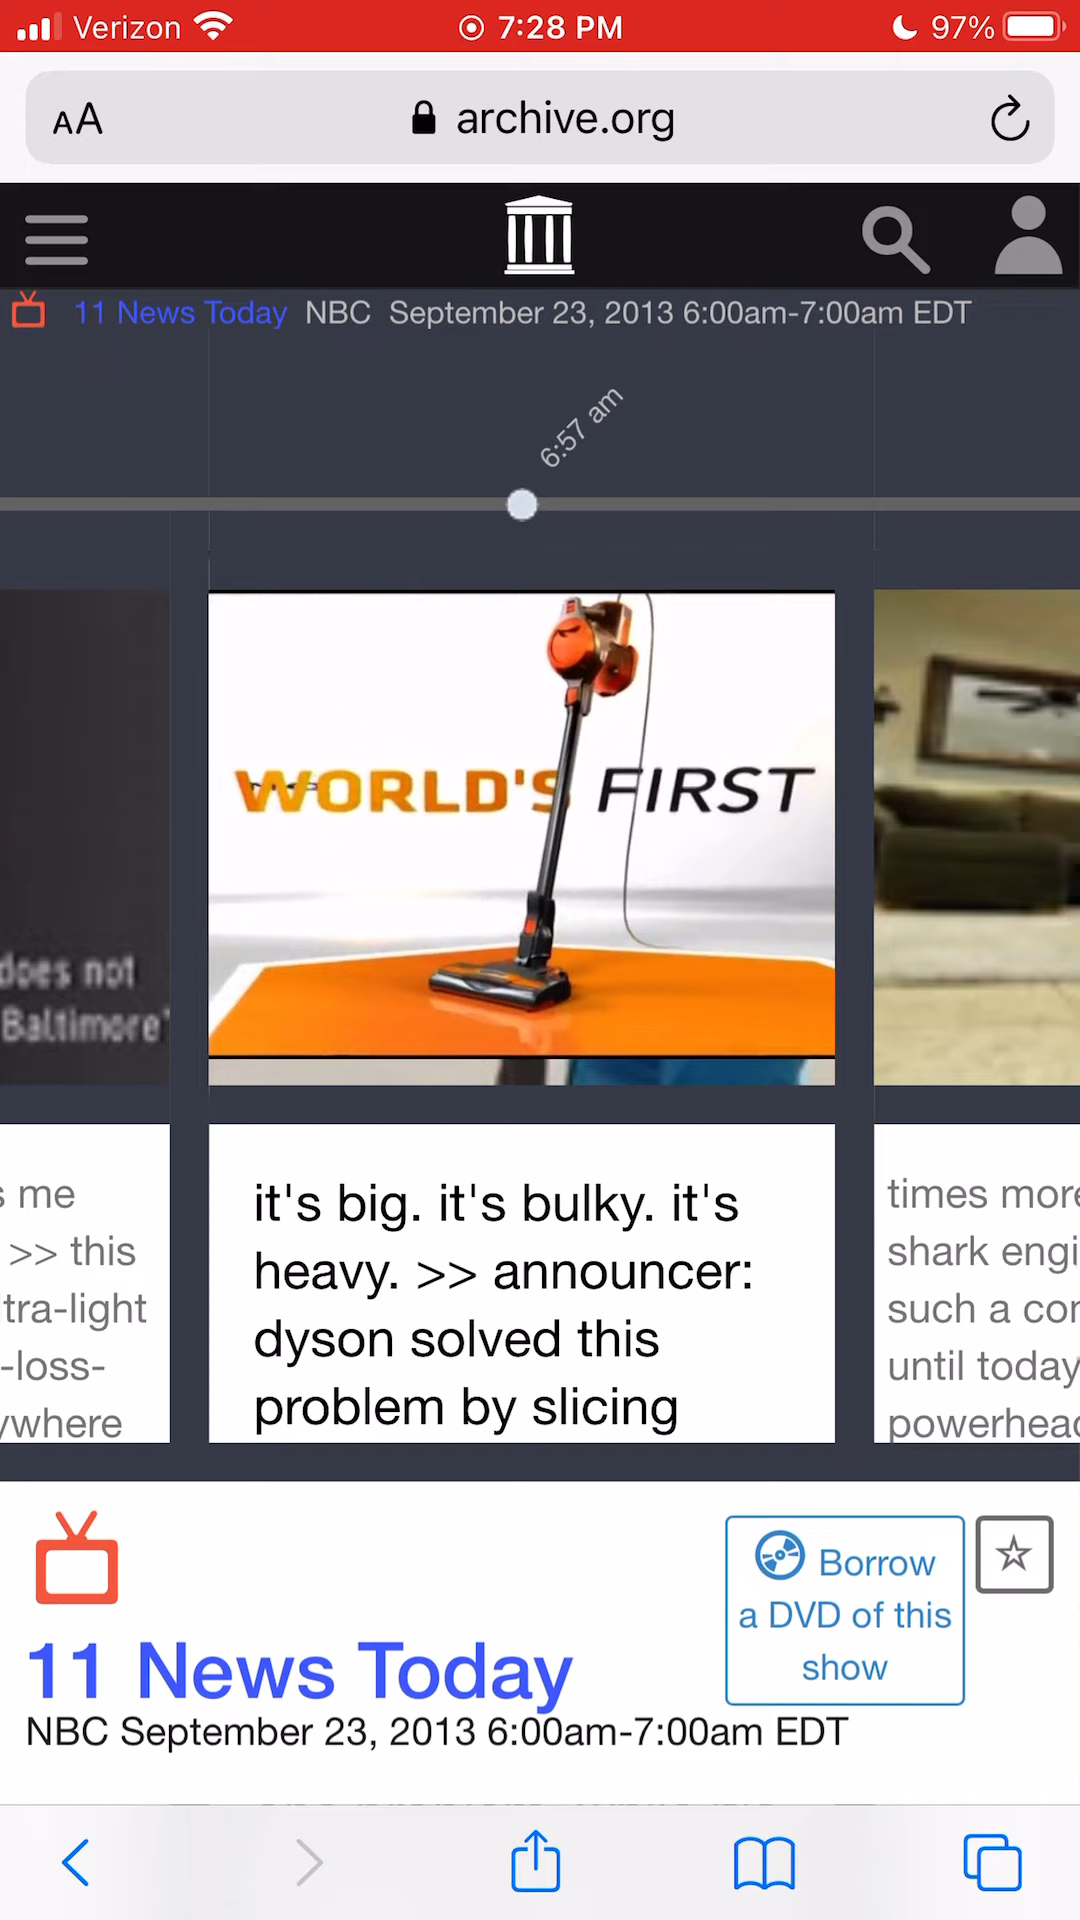 Verizon 7:28 PM 97%
AA archive.org
11 News Today NBC September 23, 2013 6:00am-7:00am EDT
6:57 am
WORLD'S FIRST
does not
Baltimore"
s me
>> this
tra-light
-loss-
ywhere
it's big. it's bulky. it's
heavy. >> announcer:
dyson solved this
problem by slicing
times more
shark engi
such a cor
until today
powerhead
Borrow
a DVD of this
show
11 News Today
NBC September 23, 2013 6:00am-7:00am EDT